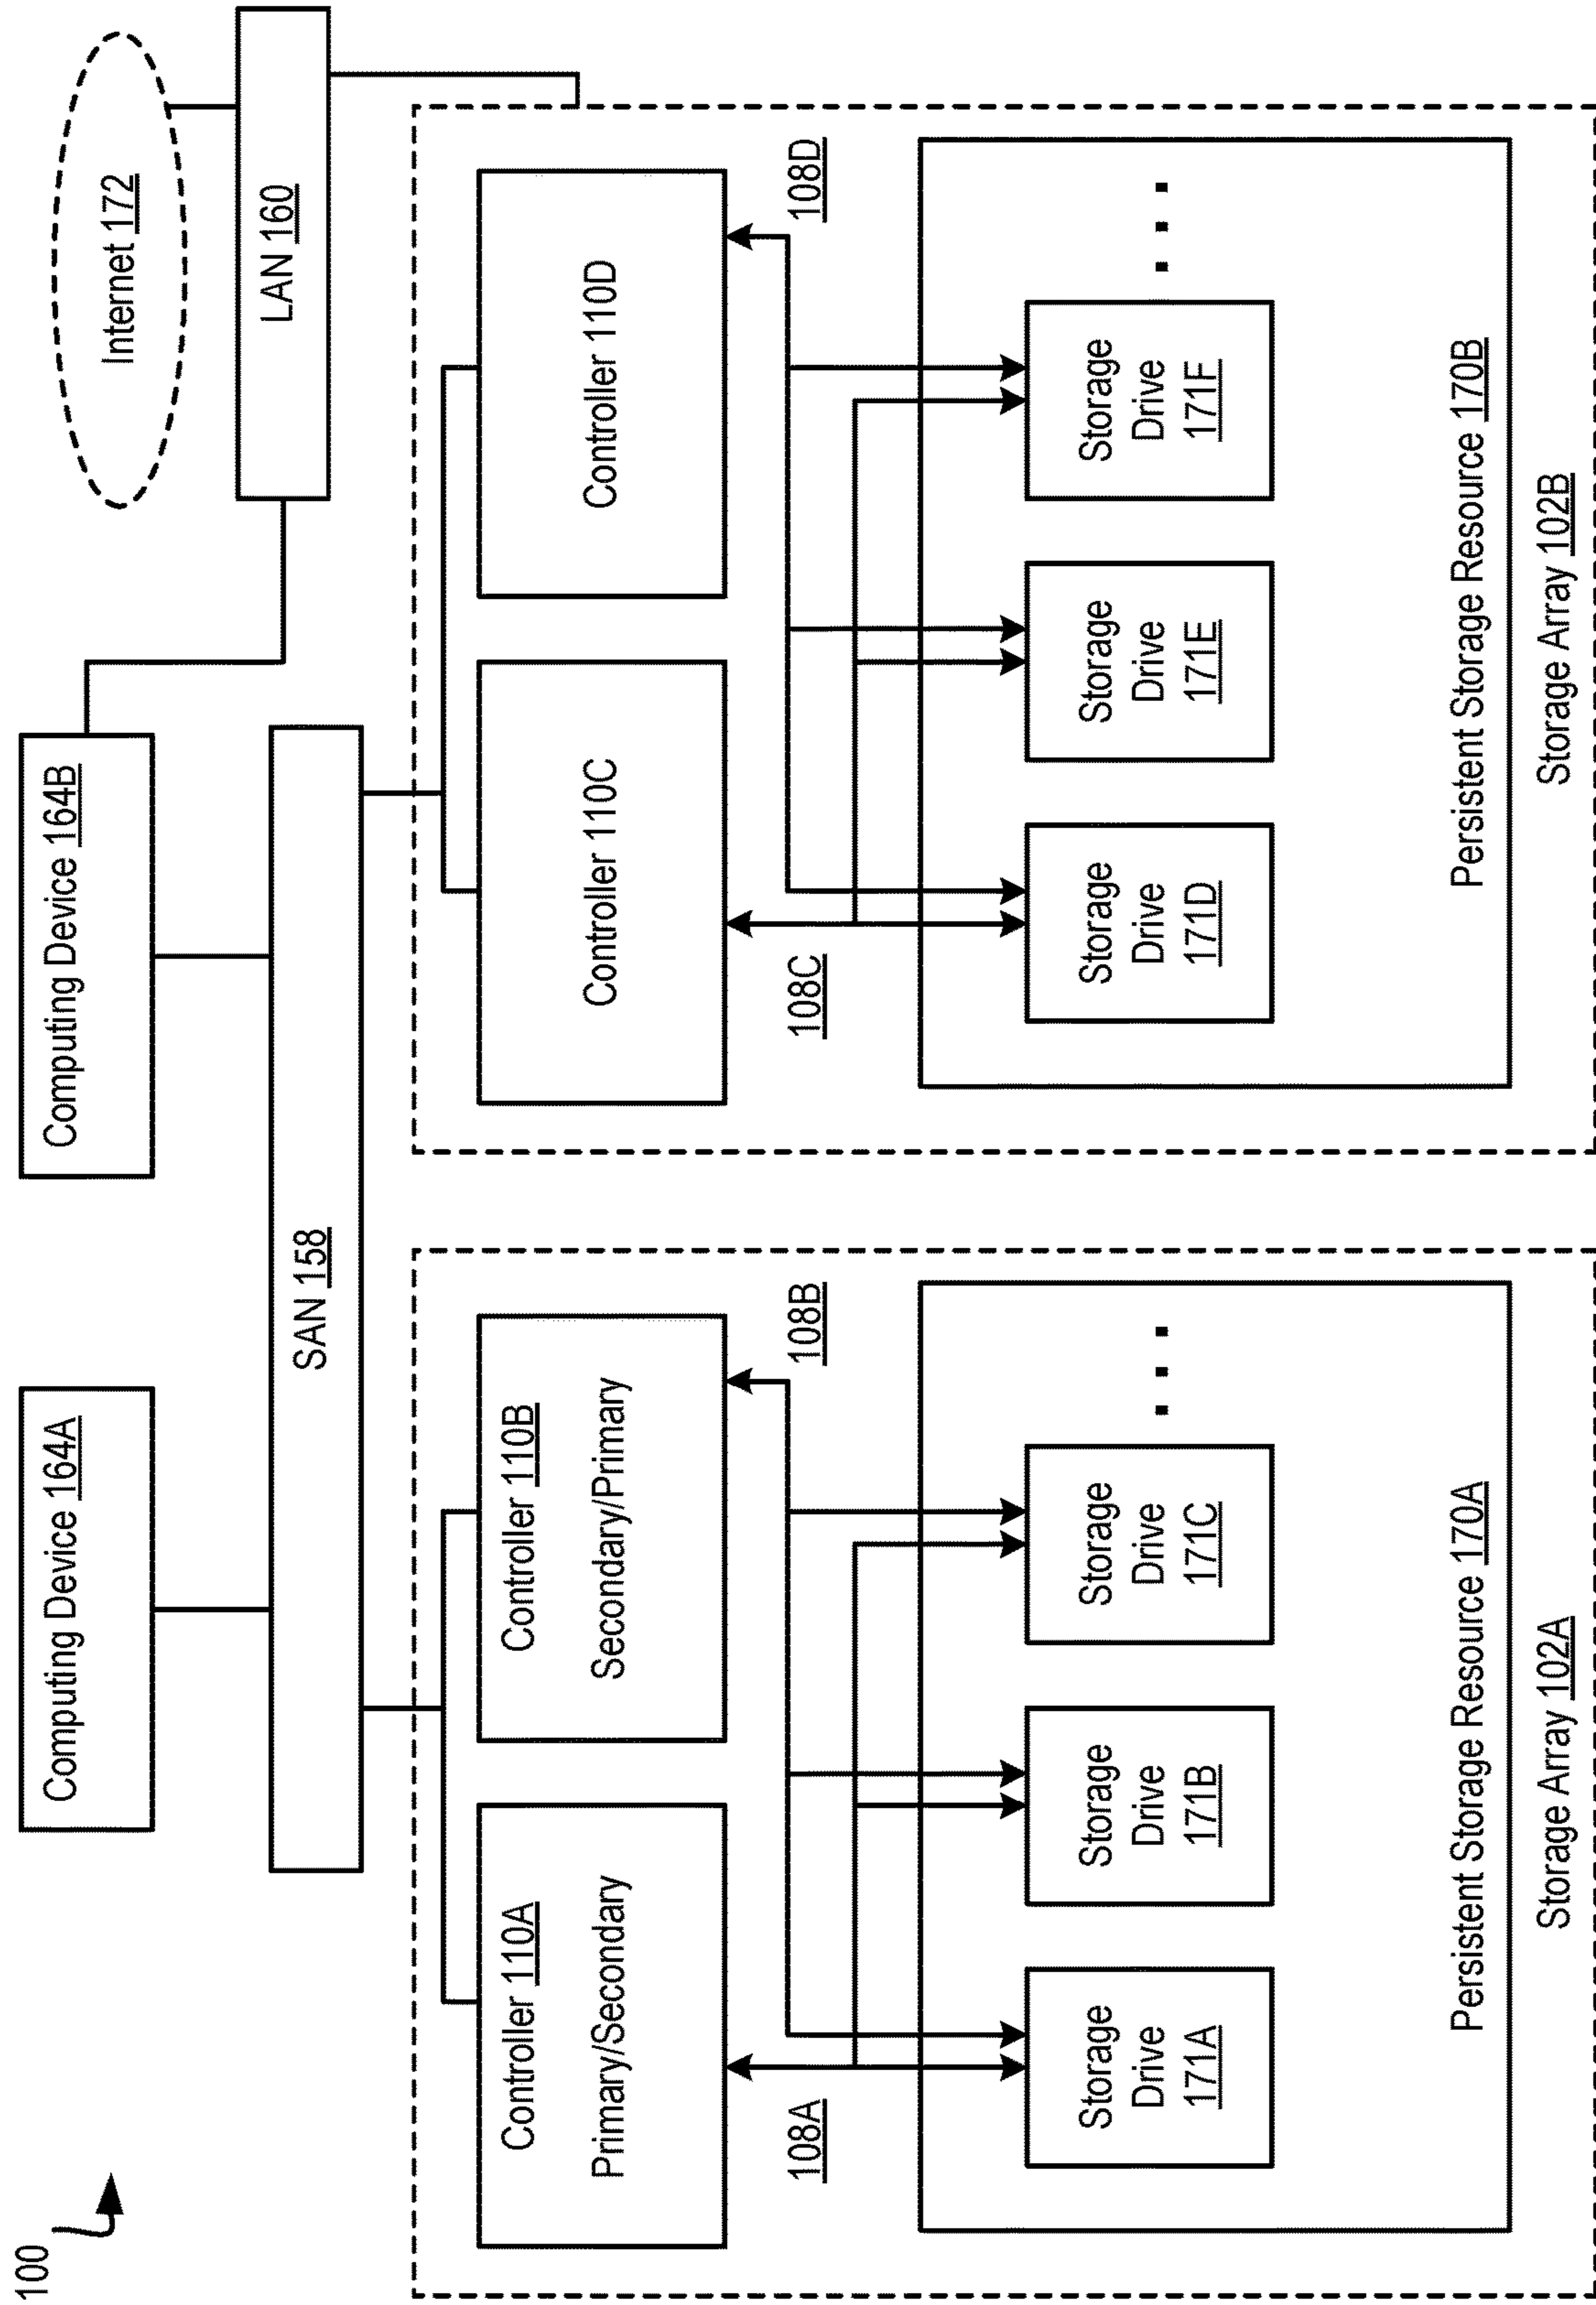 100
Computing Device 164A
Computing Device 164B
Internet 172
LAN 160
SAN 158
Controller 110A
Primary/Secondary
Controller 110B
Secondary/Primary
Controller 110C
Controller 110D
108A
108B
108C
108D
Storage
Drive
171A
Storage
Drive
171B
Storage
Drive
171C
Storage
Drive
171D
Storage
Drive
171E
Storage
Drive
171F
Persistent Storage Resource 170A
Persistent Storage Resource 170B
Storage Array 102A
Storage Array 102B